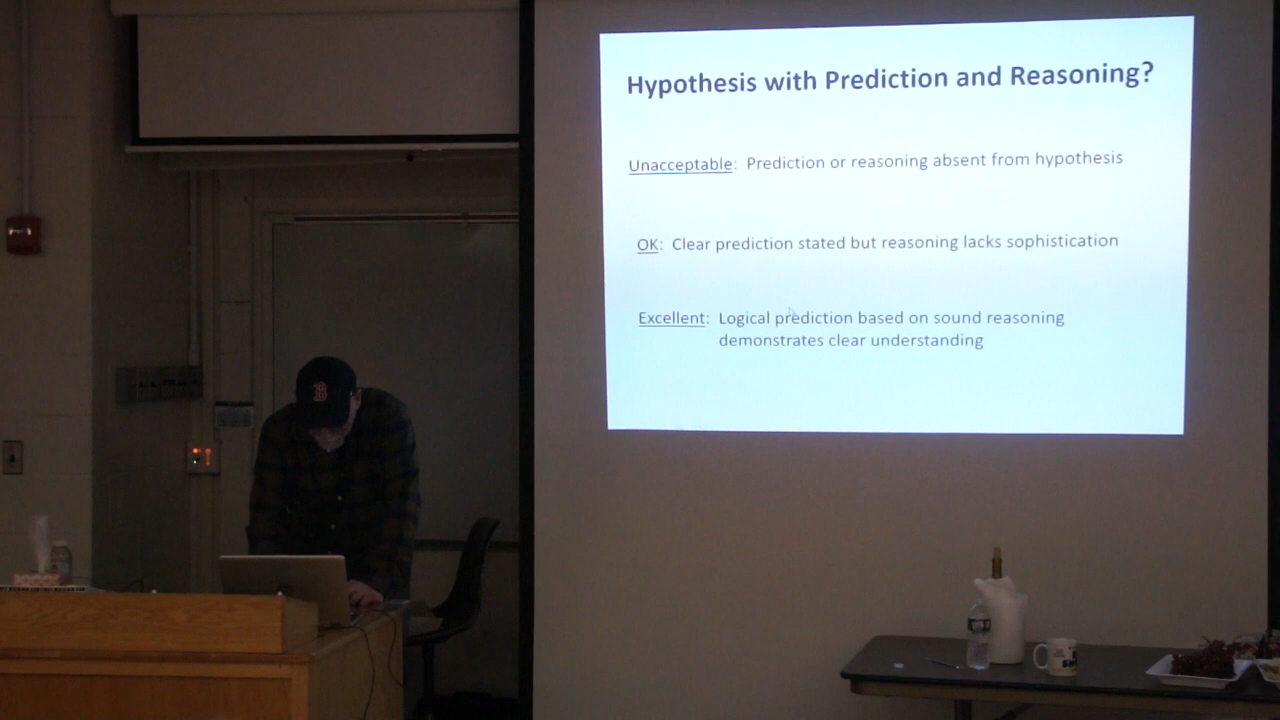 Hypothesis with Prediction and Reasoning?
Unacceptable: Prediction or reasoning absent from hypothesis
OK: Clear prediction stated but reasoning lacks sophistication
Excellent: Logical prediction based on sound reasoning
demonstrates clear understanding
B